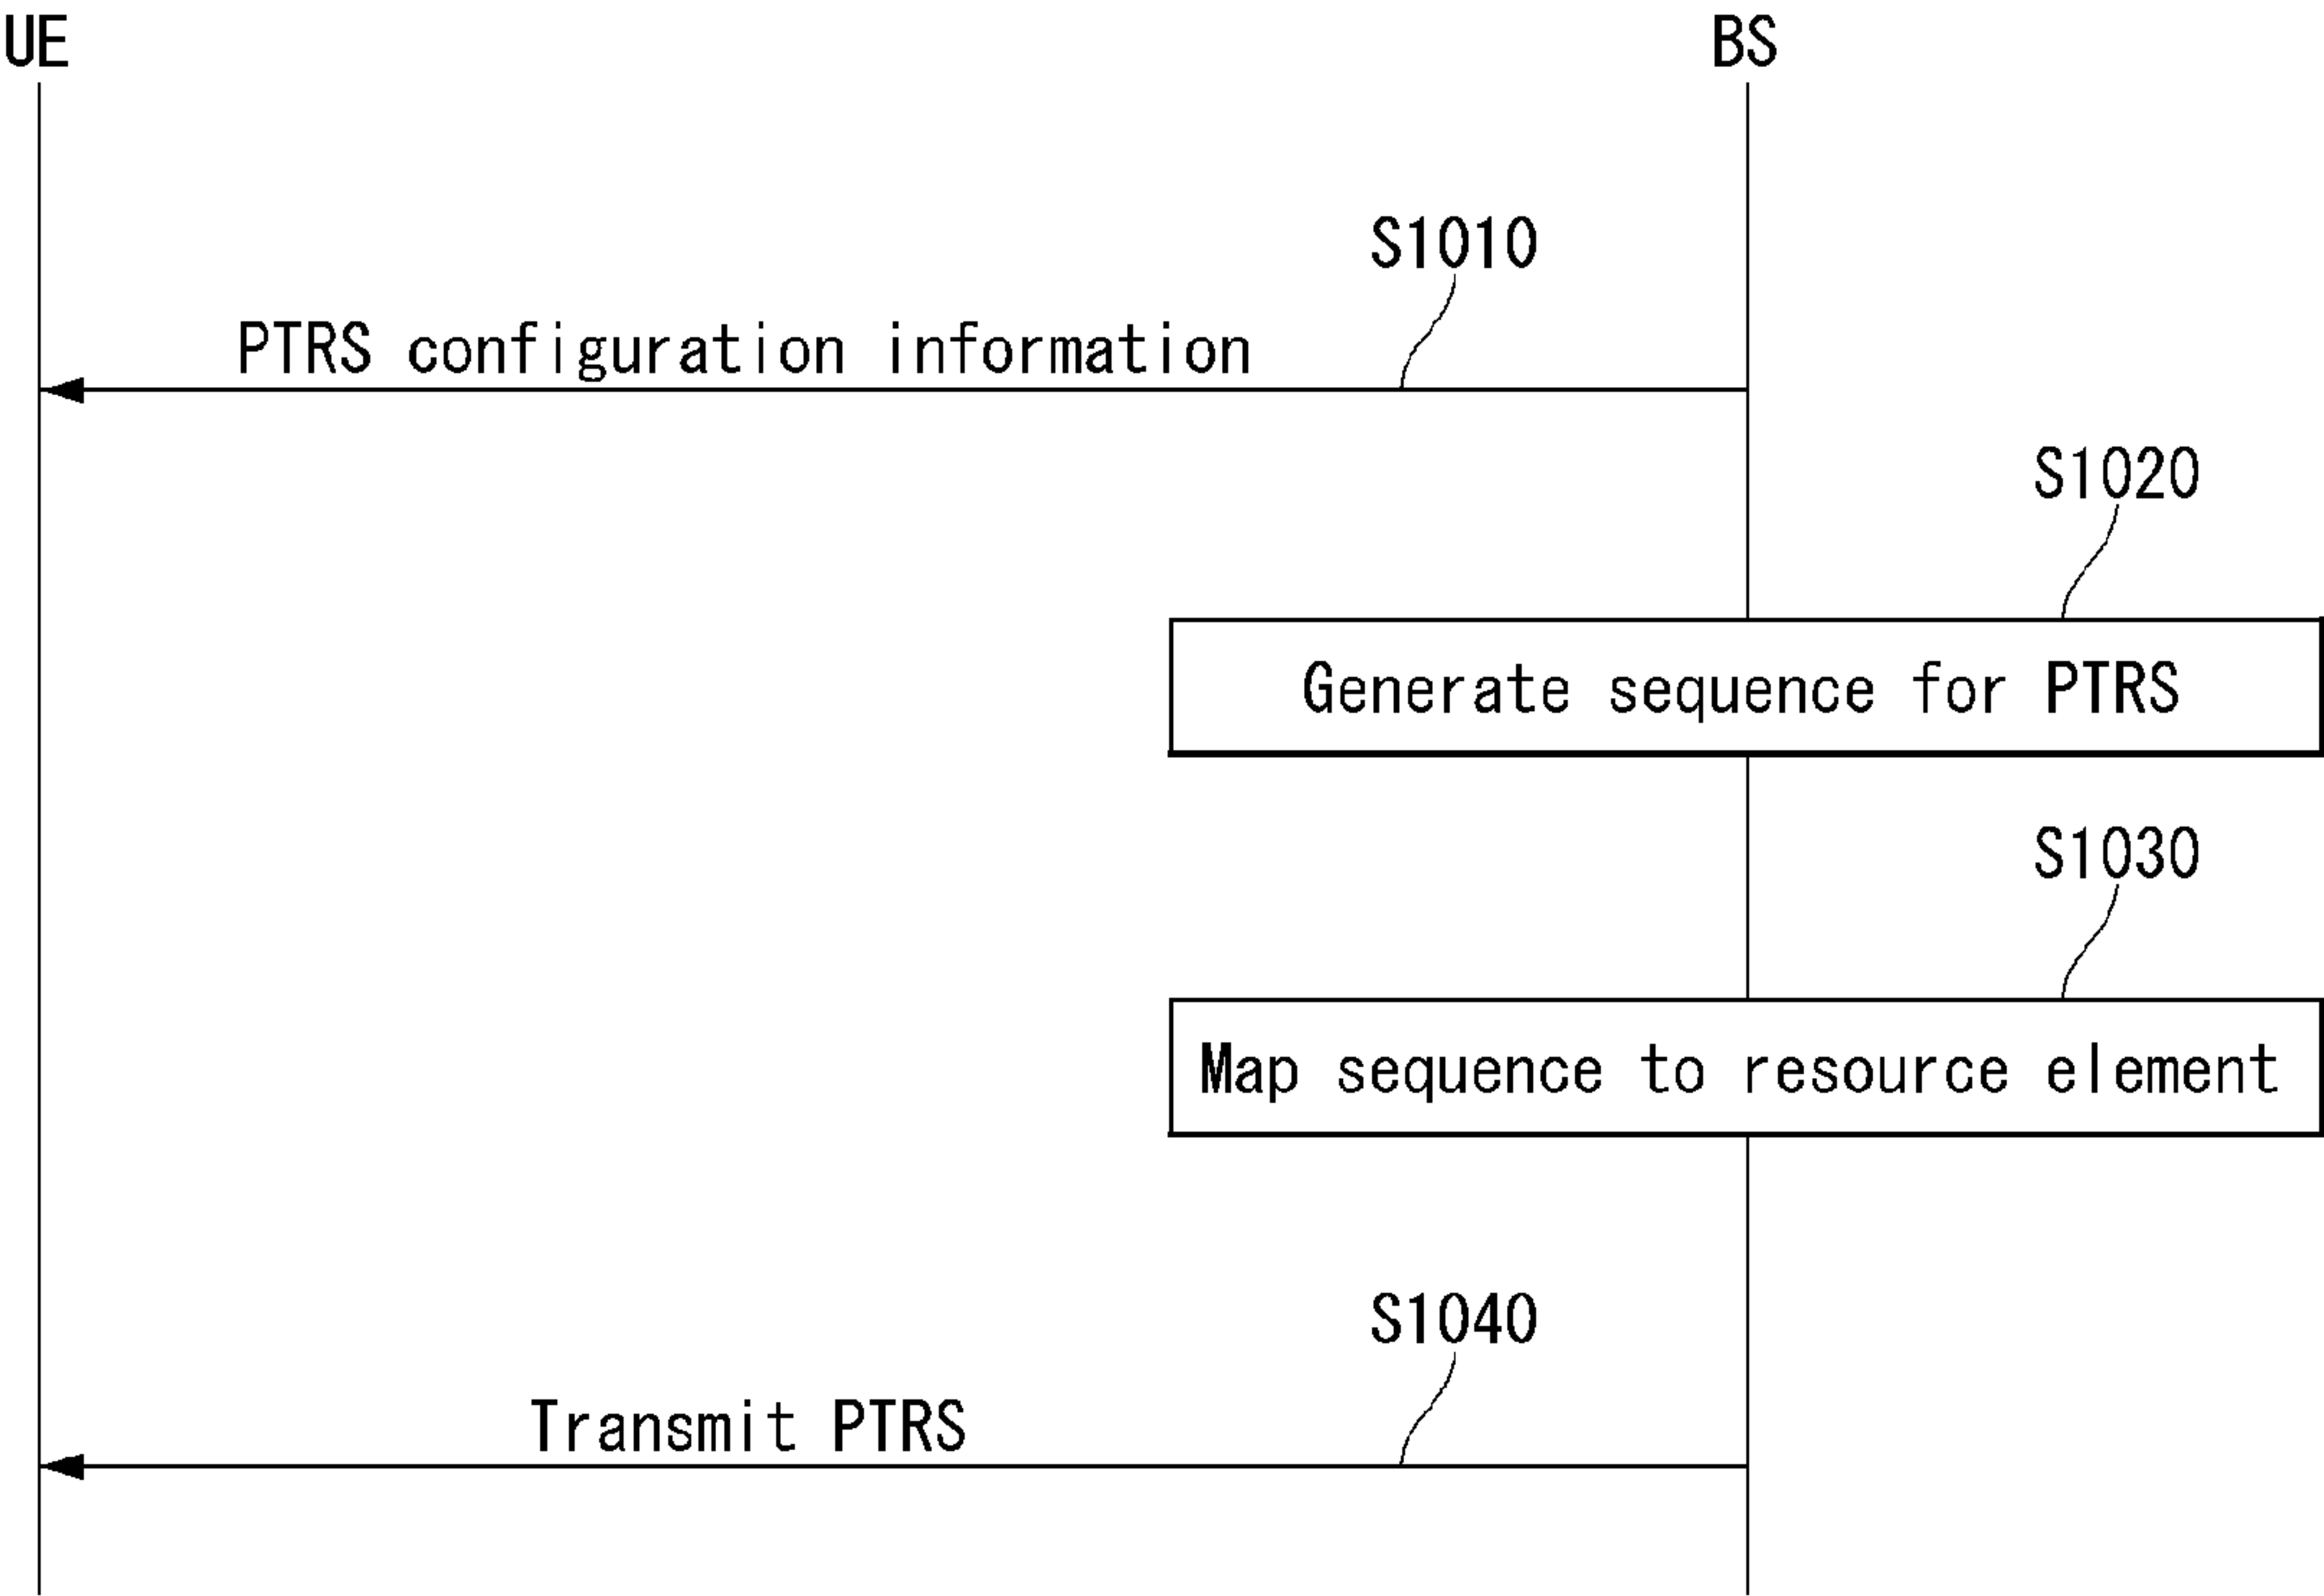 UE
BS
S1010
PTRS configuration information
S1020
Generate sequence for PTRS
S1030
Map sequence to resource element
S1040
Transmit PTRS